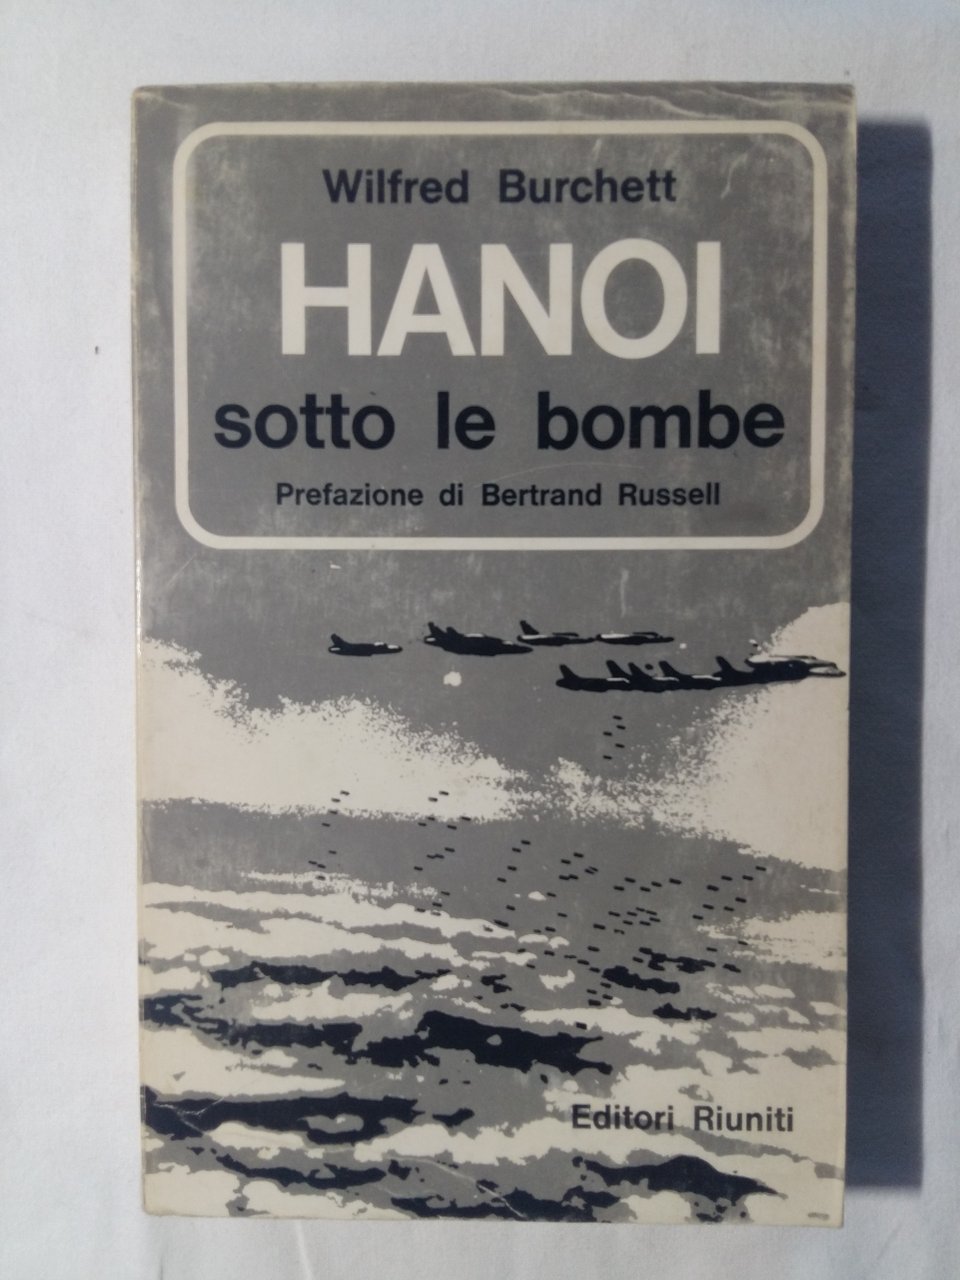 Wilfred Burchett
HANOI
sotto le bombe
Prefazione di Bertrand Russell
Editori Riuniti